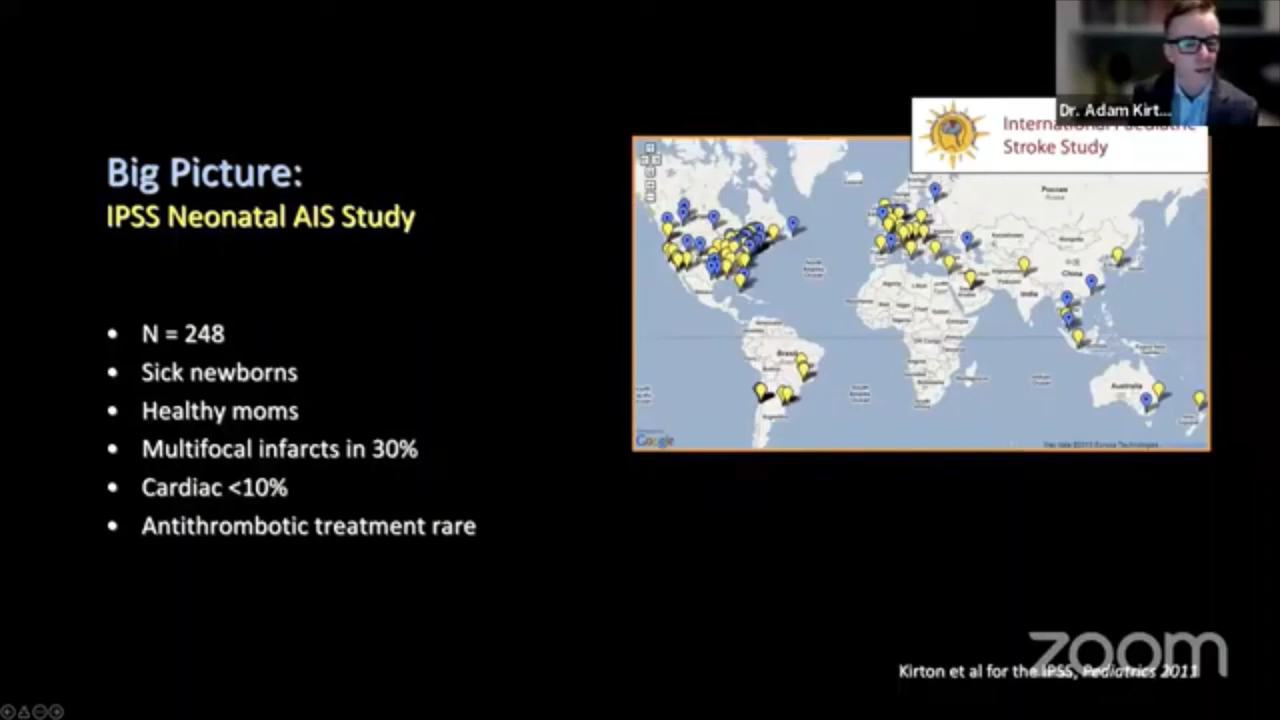 Dr. Adam Kirt...
International Paediatric
Stroke Study
Big Picture:
IPSS Neonatal AIS Study
• N = 248
• Sick newborns
• Healthy moms
• Multifocal infarcts in 30%
• Cardiac <10%
• Antithrombotic treatment rare
Россия
China
India
Brasil
Australia
Google
zoom
Kirton et al for the IPSS, Pediatrics 2011